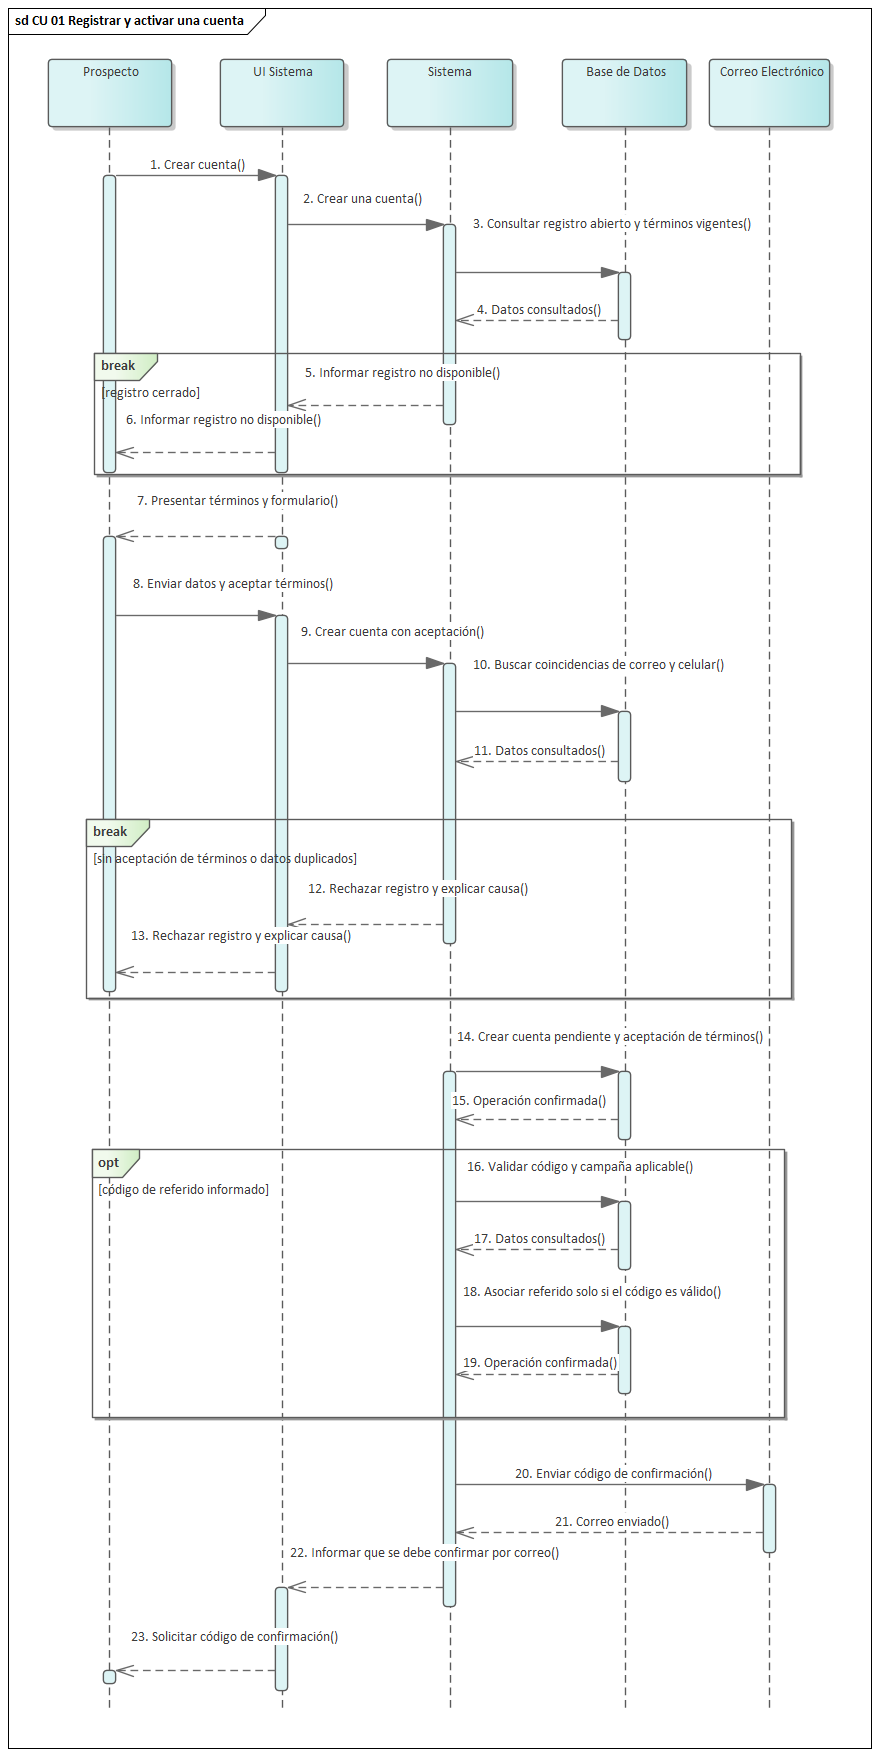 sd CU 01 Registrar y activar una cuenta
Prospecto
UI Sistema
Sistema
Base de Datos
Correo Electrónico
1. Crear cuenta()
2. Crear una cuenta()
3. Consultar registro abierto y términos vigentes()
4. Datos consultados()
break
5. Informar registro no disponible()
[registro cerrado]
6. Informar registro no disponible()
7. Presentar términos y formulario()
8. Enviar datos y aceptar términos()
9. Crear cuenta con aceptación()
10. Buscar coincidencias de correo y celular()
11. Datos consultados()
break
[sin aceptación de términos o datos duplicados]
12. Rechazar registro y explicar causa()
13. Rechazar registro y explicar causa()
14. Crear cuenta pendiente y aceptación de términos()
15. Operación confirmada()
opt
16. Validar código y campaña aplicable()
[código de referido informado]
17. Datos consultados()
18. Asociar referido solo si el código es válido()
19. Operación confirmada()
20. Enviar código de confirmación()
21. Correo enviado()
22. Informar que se debe confirmar por correo()
23. Solicitar código de confirmación()